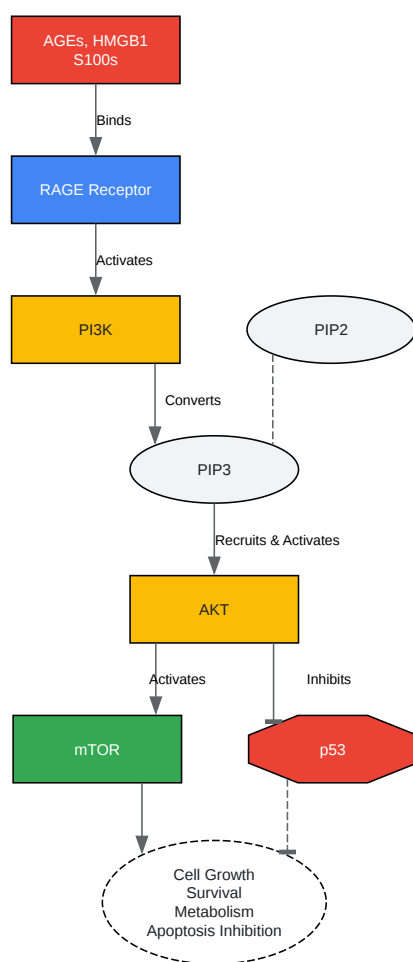 AGEs, HMGB1
S100s
Binds
RAGE Receptor
Activates
PI3K
PIP2
Converts
PIP3
Recruits & Activates
AKT
Activates
Inhibits
mTOR
p53
Cell Growth
Survival
Metabolism
Apoptosis Inhibition